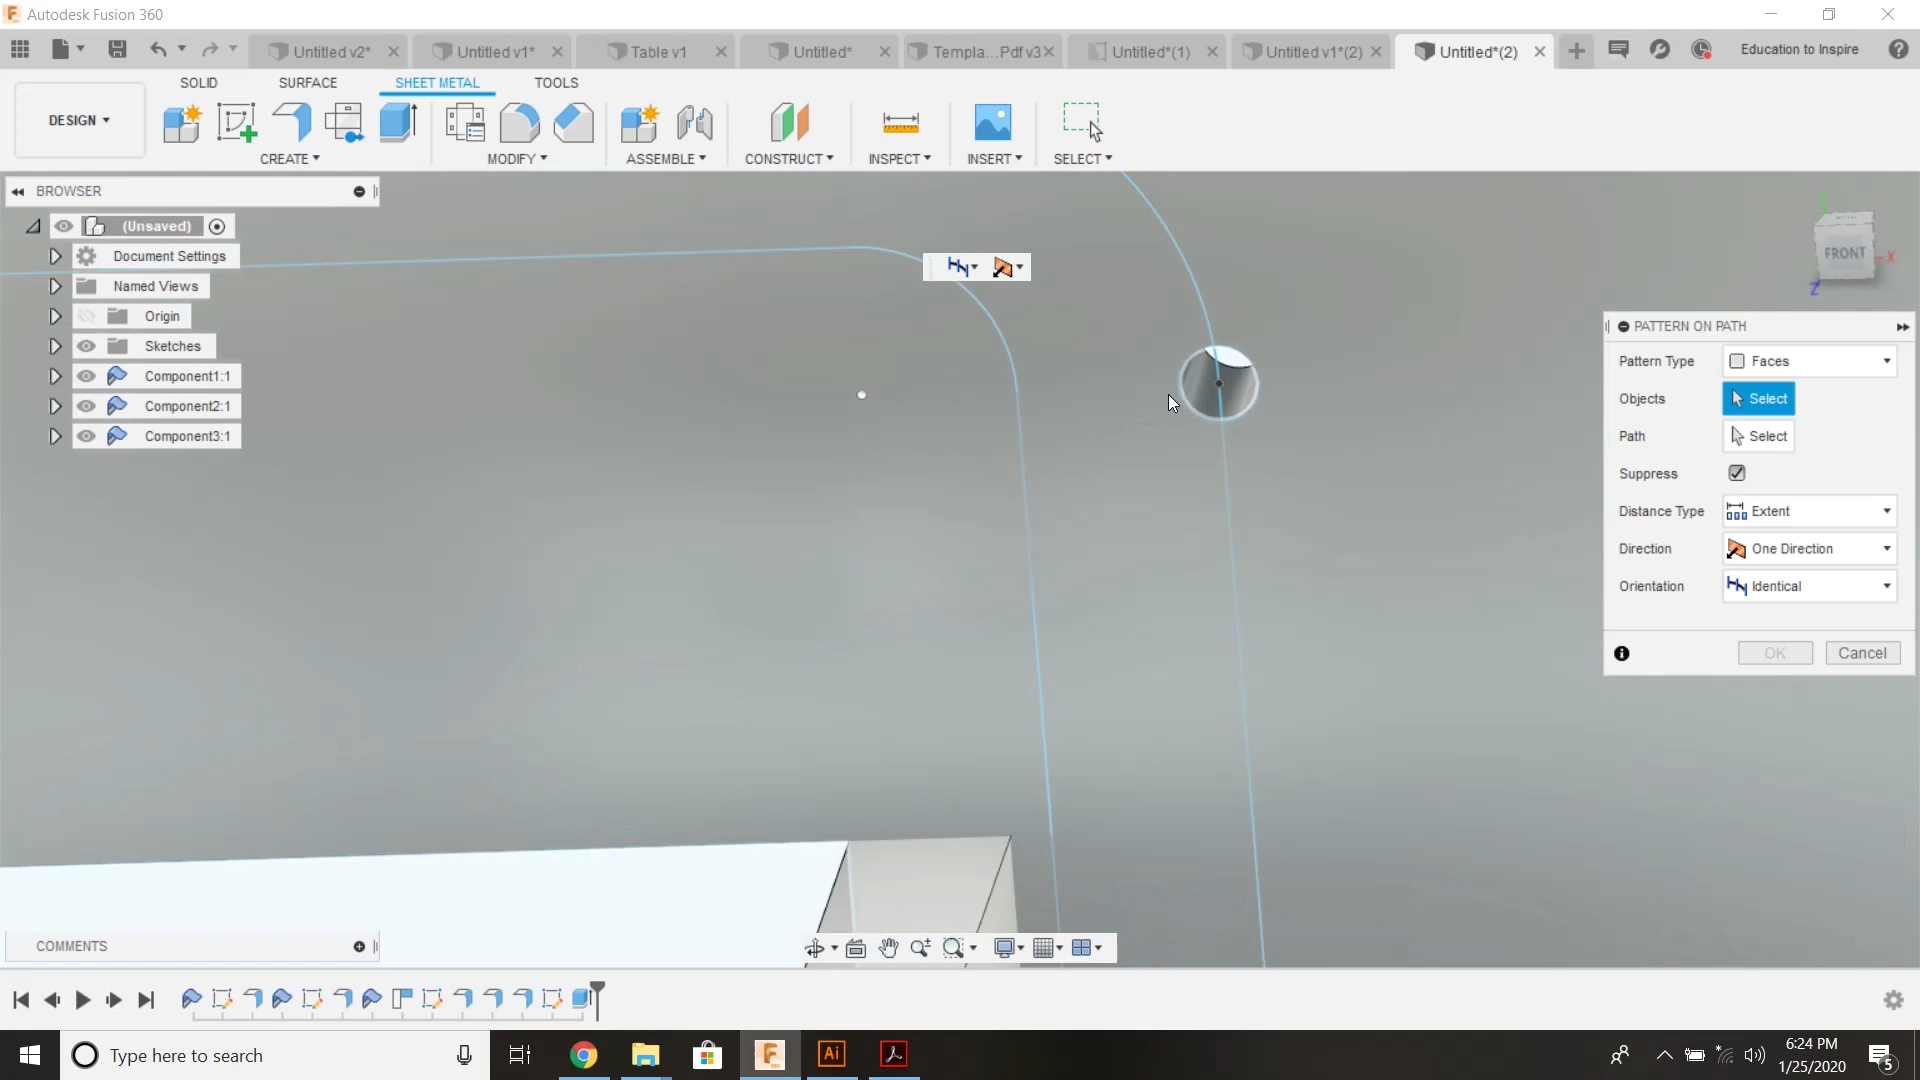 Autodesk Fusion 360
Untitled v2*
Untitled v1*
Table v1
Untitled*
Templa...Pdf v3
Untitled*(1)
Untitled v1*(2)
Untitled*(2)
Education to Inspire
SOLID
SURFACE
SHEET METAL
TOOLS
DESIGN
CREATE
MODIFY
ASSEMBLE
CONSTRUCT
INSPECT
INSERT
SELECT
BROWSER
(Unsaved)
Document Settings
Named Views
Origin
Sketches
Component1:1
Component2:1
Component3:1
FRONT
X
Z
PATTERN ON PATH
Pattern Type
Faces
Objects
Select
Path
Select
Suppress
Distance Type
Extent
Direction
One Direction
Orientation
Identical
OK
Cancel
COMMENTS
Type here to search
Ai
6:24 PM
1/25/2020
5